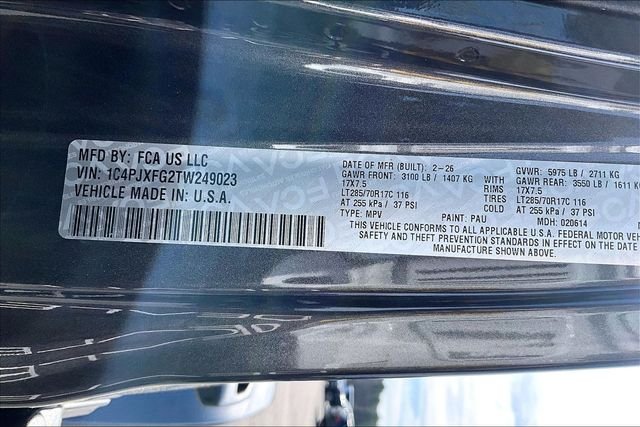 MFD BY: FCA US LLC
VIN: 1C4PJXFG2TW249023
VEHICLE MADE IN: U.S.A.
DATE OF MFR (BUILT): 2-26 GVWR: 5975 LB / 2711 KG
GAWR FRONT: 3100 LB / 1407 KG WITH GAWR REAR: 3550 LB / 1611 KG
17X7.5 RIMS 17X7.5
LT285/70R17C 116 TIRES LT285/70R17C 116
AT 255 kPa / 37 PSI COLD AT 255 kPa / 37 PSI
TYPE: MPV PAINT: PAU MDH: 020614
THIS VEHICLE CONFORMS TO ALL APPLICABLE U.S.A. FEDERAL MOTOR
SAFETY AND THEFT PREVENTION STANDARDS IN EFFECT ON THE DATE
MANUFACTURE SHOWN ABOVE.